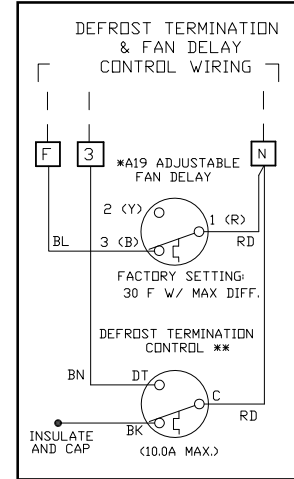 DEFROST TERMINATION
& FAN DELAY
CONTROL WIRING
F
3
N
*A19 ADJUSTABLE
FAN DELAY
2 (Y)
1 (R)
3 (B)
BL
RD
FACTORY SETTING:
30 F W/ MAX DIFF.
DEFROST TERMINATION
CONTROL **
BN
DT
C
BK
RD
INSULATE
AND CAP
(10.0A MAX.)